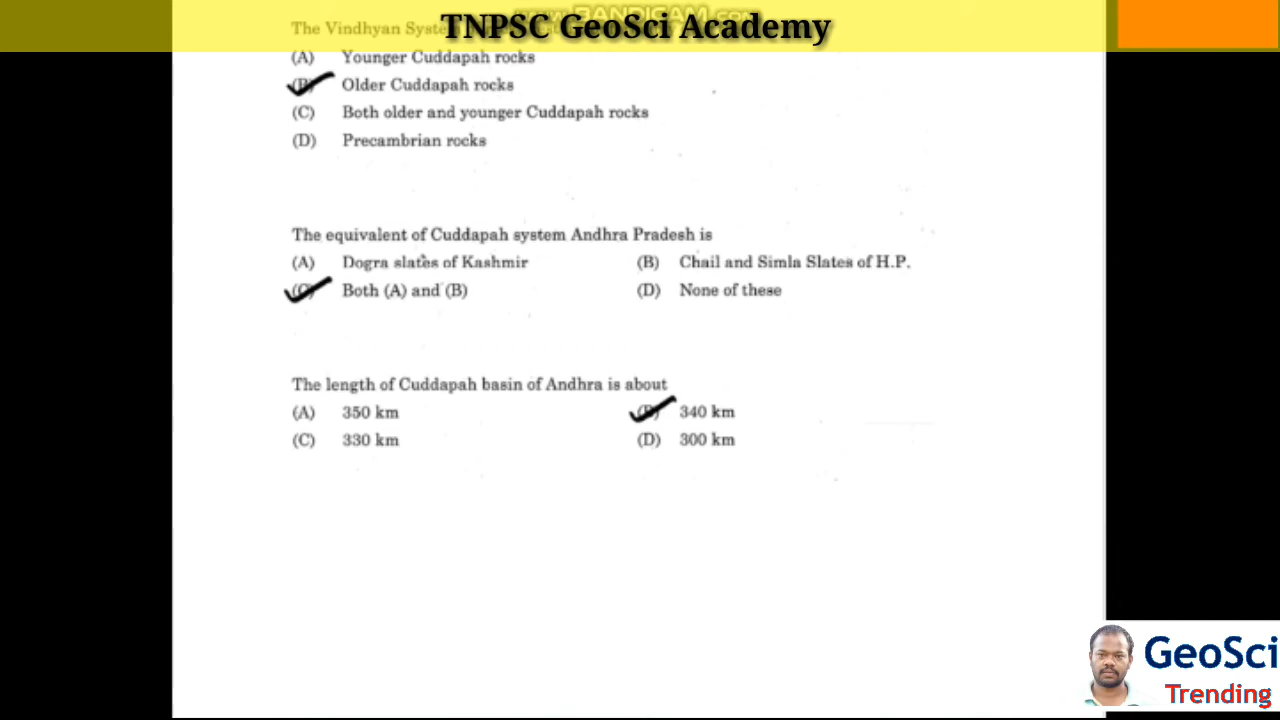 TNPSC GeoSci Academy
The Vindhyan
(A) Younger Cuddapah rocks
(B) Older Cuddapah rocks
(C) Both older and younger Cuddapah rocks
(D) Precambrian rocks
The equivalent of Cuddapah system Andhra Pradesh is
(A) Dogra slates of Kashmir (B) Chail and Simla Slates of H.P.
(C) Both (A) and (B) (D) None of these
The length of Cuddapah basin of Andhra is about
(A) 350 km (B) 340 km
(C) 330 km (D) 300 km
GeoSci
Trending